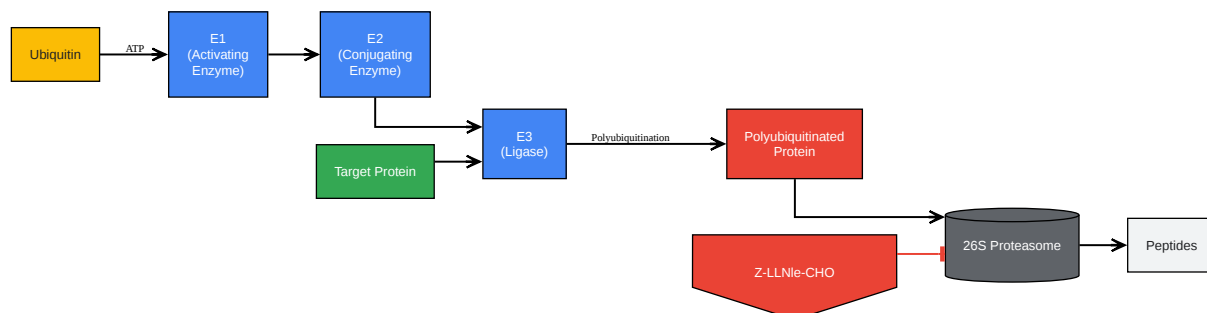 Ubiquitin
ATP
E1
(Activating
Enzyme)
E2
(Conjugating
Enzyme)
Target Protein
E3
(Ligase)
Polyubiquitination
Polyubiquitinated
Protein
Z-LLNle-CHO
26S Proteasome
Peptides